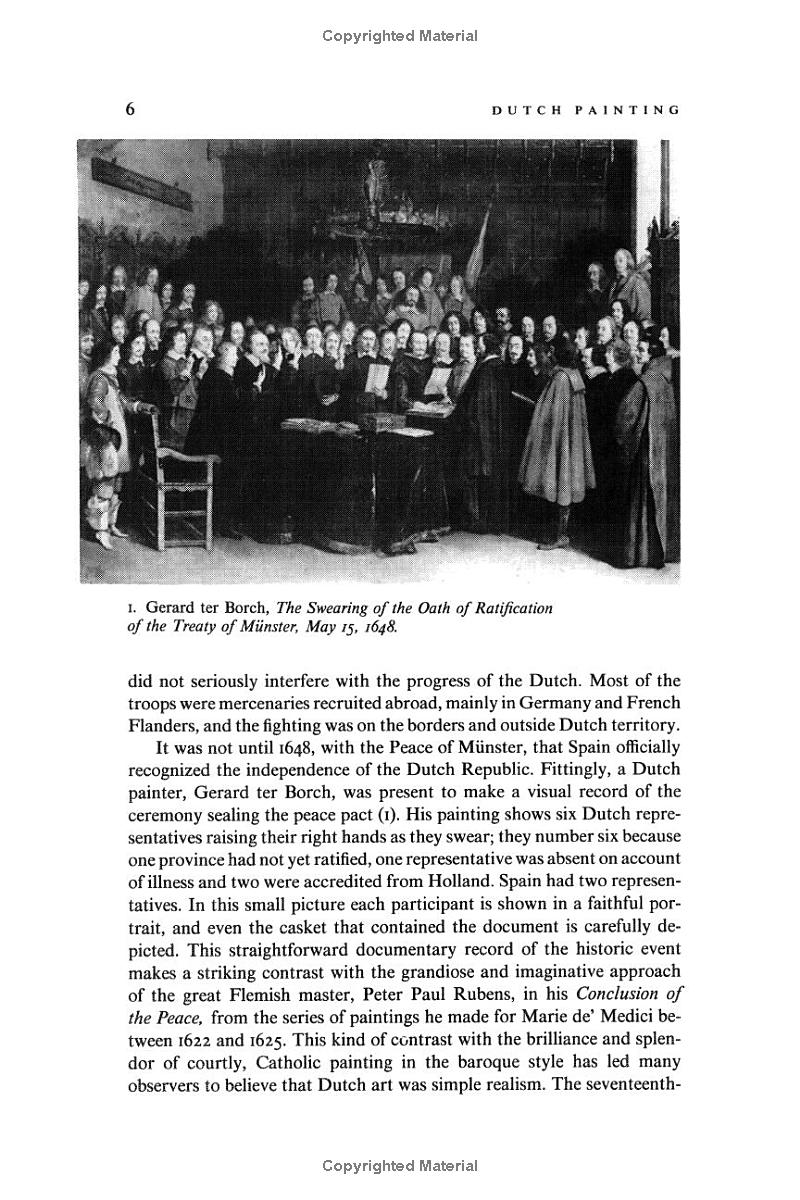 Copyrighted Material
6 DUTCH PAINTING
1. Gerard ter Borch, The Swearing of the Oath of Ratification
of the Treaty of Münster, May 15, 1648.
did not seriously interfere with the progress of the Dutch. Most of the
troops were mercenaries recruited abroad, mainly in Germany and French
Flanders, and the fighting was on the borders and outside Dutch territory.
It was not until 1648, with the Peace of Münster, that Spain officially
recognized the independence of the Dutch Republic. Fittingly, a Dutch
painter, Gerard ter Borch, was present to make a visual record of the
ceremony sealing the peace pact (1). His painting shows six Dutch repre-
sentatives raising their right hands as they swear; they number six because
one province had not yet ratified, one representative was absent on account
of illness and two were accredited from Holland. Spain had two represen-
tatives. In this small picture each participant is shown in a faithful por-
trait, and even the casket that contained the document is carefully de-
picted. This straightforward documentary record of the historic event
makes a striking contrast with the grandiose and imaginative approach
of the great Flemish master, Peter Paul Rubens, in his Conclusion of
the Peace, from the series of paintings he made for Marie de' Medici be-
tween 1622 and 1625. This kind of contrast with the brilliance and splen-
dor of courtly, Catholic painting in the baroque style has led many
observers to believe that Dutch art was simple realism. The seventeenth-
Copyrighted Material